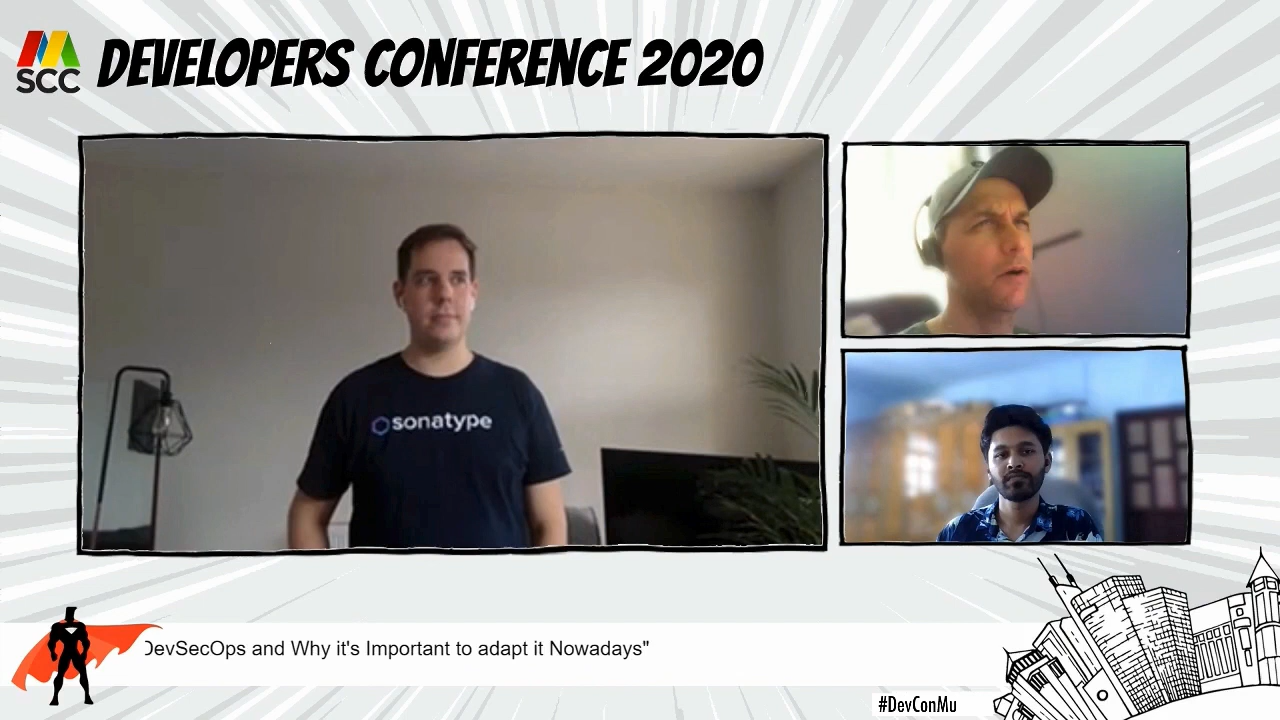 SCC
DEVELOPERS CONFERENCE 2020
sonatype
DevSecOps and Why it's Important to adapt it Nowadays"
#DevConMu